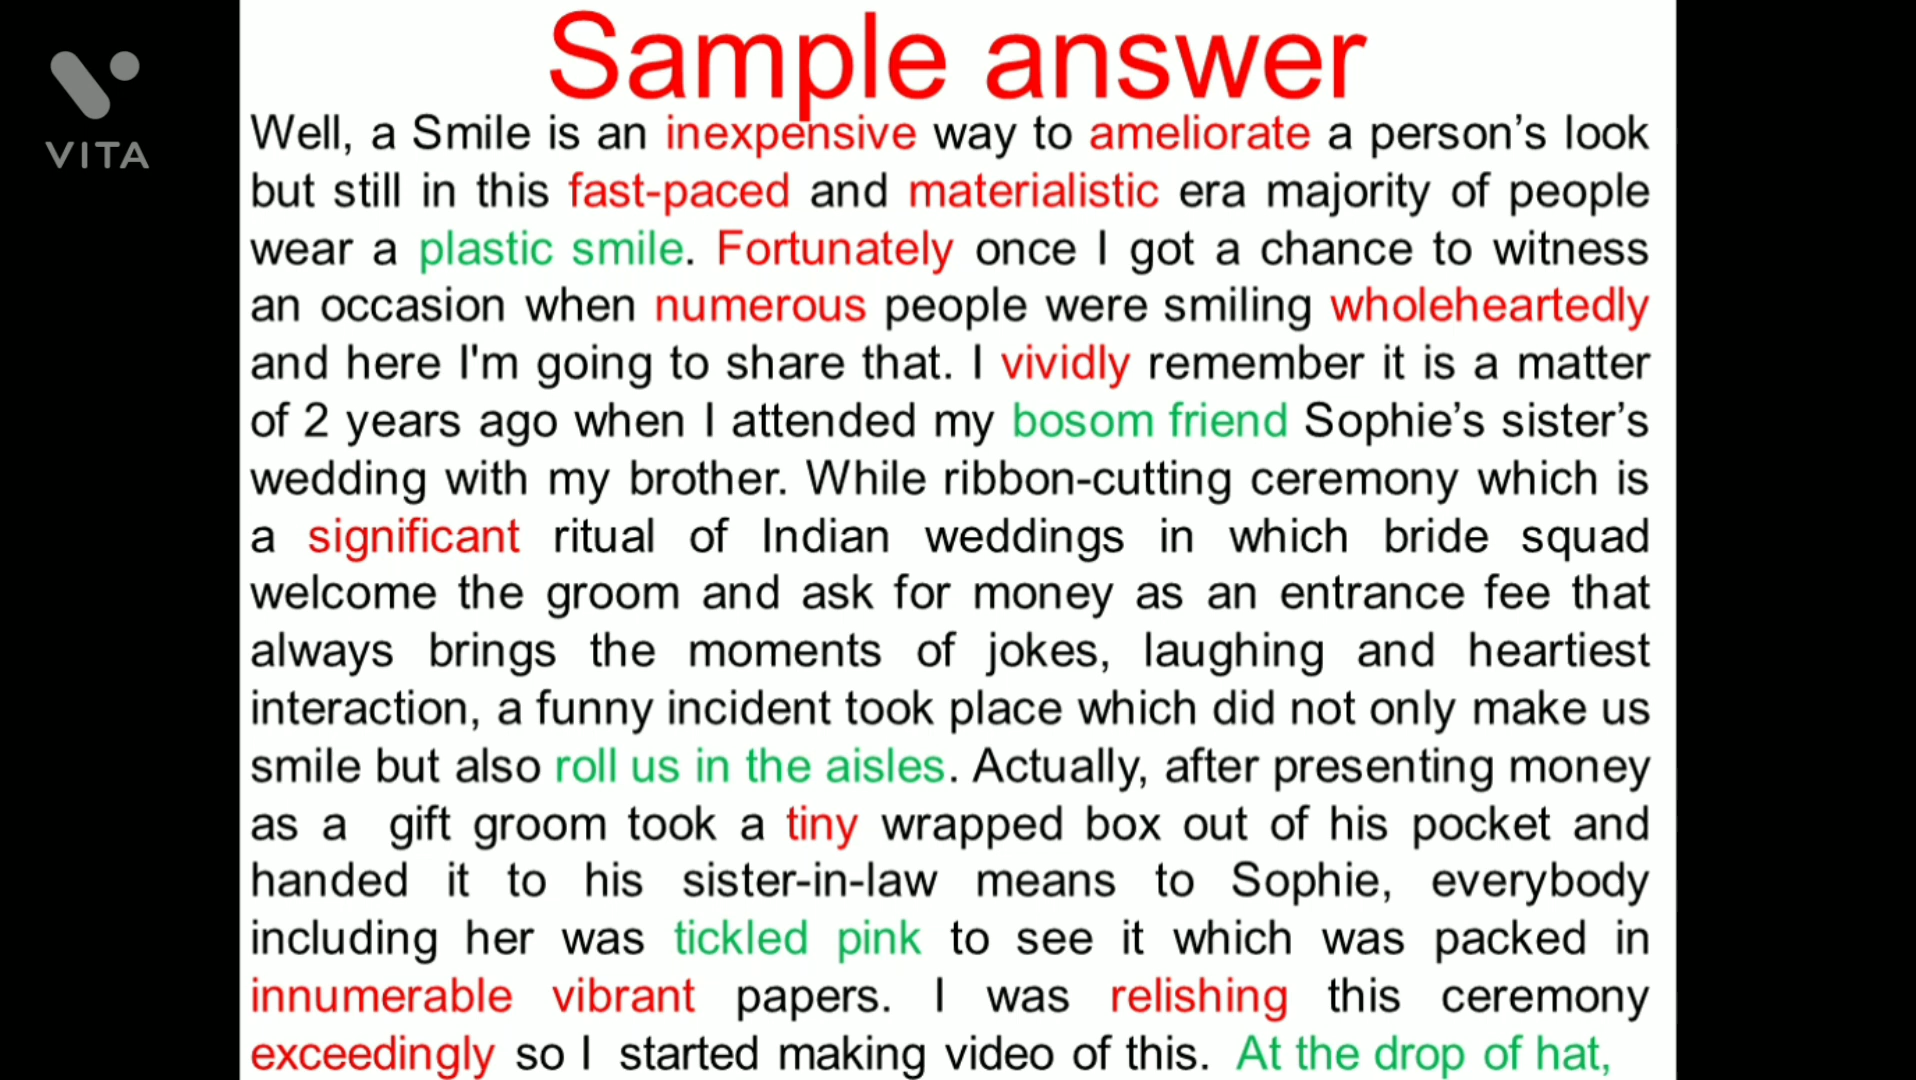 VITA
Sample answer
Well, a Smile is an inexpensive way to ameliorate a person’s look
but still in this fast-paced and materialistic era majority of people
wear a plastic smile. Fortunately once I got a chance to witness
an occasion when numerous people were smiling wholeheartedly
and here I'm going to share that. I vividly remember it is a matter
of 2 years ago when I attended my bosom friend Sophie’s sister’s
wedding with my brother. While ribbon-cutting ceremony which is
a significant ritual of Indian weddings in which bride squad
welcome the groom and ask for money as an entrance fee that
always brings the moments of jokes, laughing and heartiest
interaction, a funny incident took place which did not only make us
smile but also roll us in the aisles. Actually, after presenting money
as a gift groom took a tiny wrapped box out of his pocket and
handed it to his sister-in-law means to Sophie, everybody
including her was tickled pink to see it which was packed in
innumerable vibrant papers. I was relishing this ceremony
exceedingly so I started making video of this. At the drop of hat,